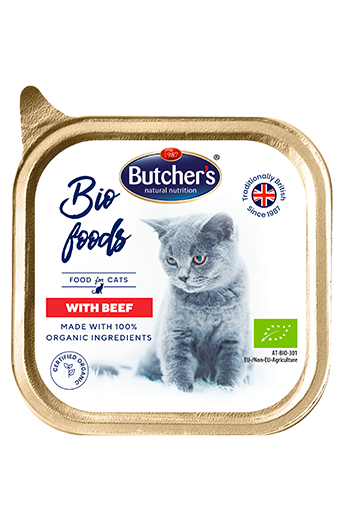 1987
Butcher's
®
natural nutrition
Traditionally British
Since 1987
Bio
foods
FOOD for CATS
WITH BEEF
MADE WITH 100%
ORGANIC INGREDIENTS
CERTIFIED ORGANIC
AT-BIO-301
EU-/Non-EU-Agriculture